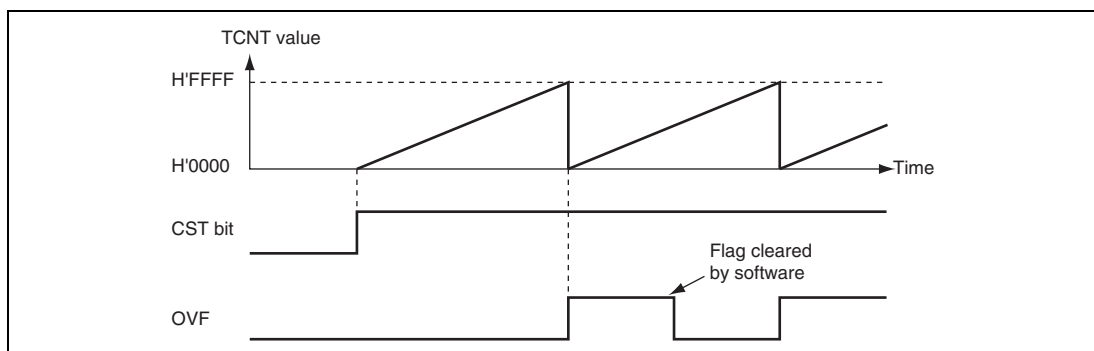 TCNT value
H'FFFF
H'0000
Time
CST bit
Flag cleared
by software
OVF